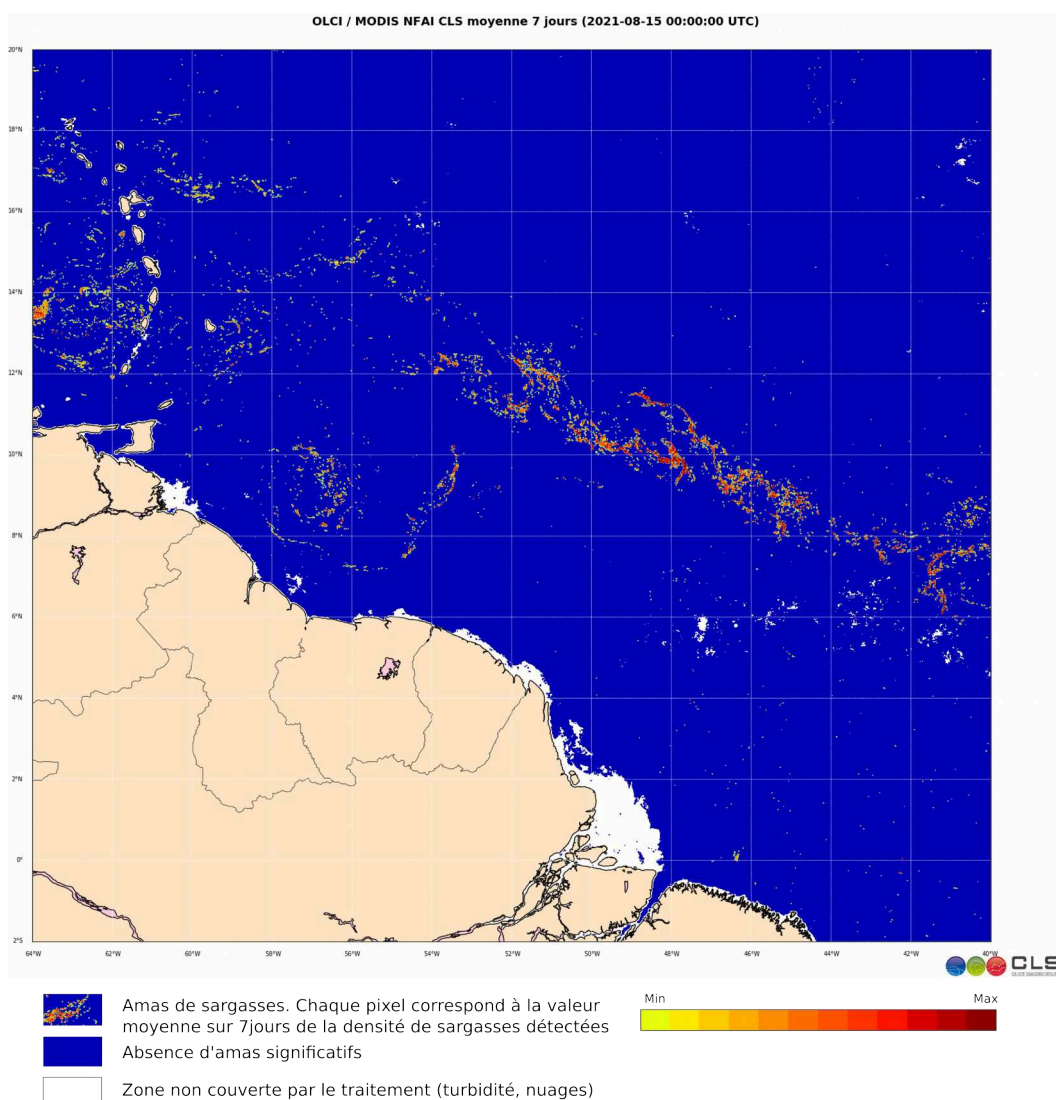 OLCI / MODIS NFAI CLS moyenne 7 jours (2021-08-15 00:00:00 UTC)
20°N
18°N
16°N
14°N
12°N
10°N
8°N
6°N
4°N
2°N
0°
2°S
64°W 62°W 60°W 58°W 56°W 54°W 52°W 50°W 48°W 46°W 44°W 42°W 40°W
CLS
Amas de sargasses. Chaque pixel correspond à la valeur
moyenne sur 7jours de la densité de sargasses détectées
Min Max
Absence d'amas significatifs
Zone non couverte par le traitement (turbidité, nuages)